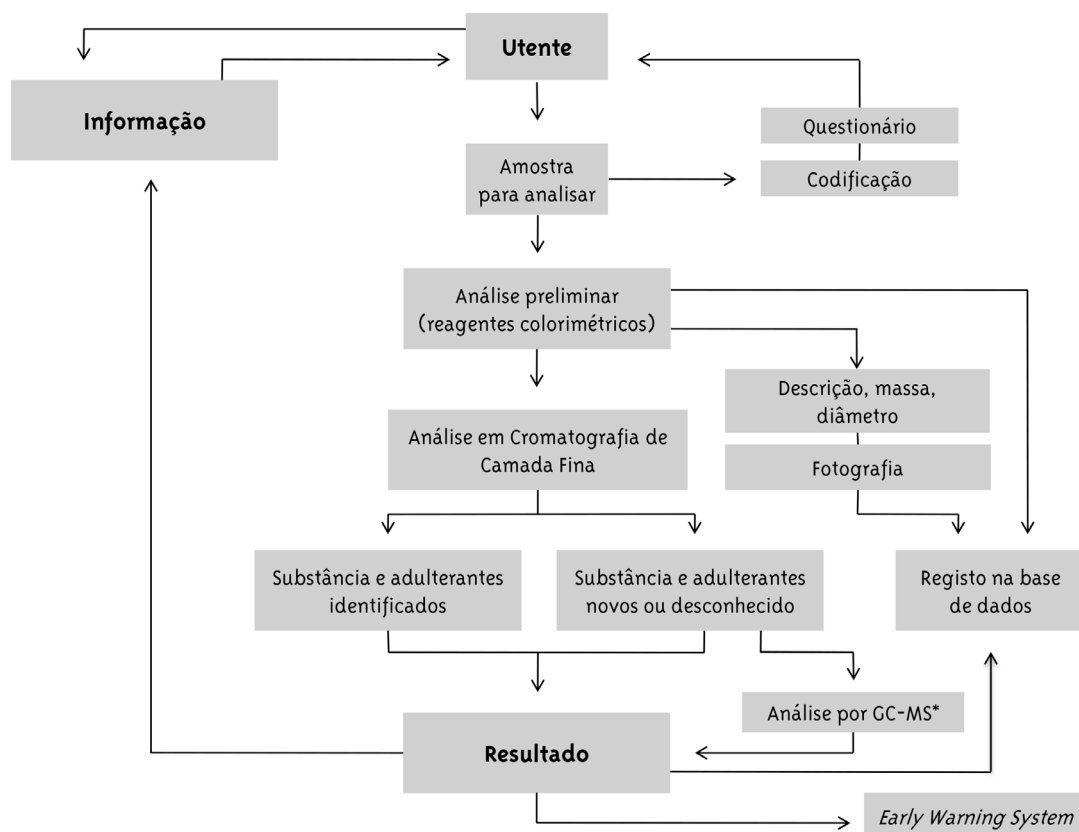 Utente
Informação
Questionário
Codificação
Amostra
para analisar
Análise preliminar
(reagentes colorimétricos)
Descrição, massa,
diâmetro
Fotografia
Análise em Cromatografia de
Camada Fina
Substância e adulterantes
identificados
Substância e adulterantes
novos ou desconhecido
Registo na base
de dados
Análise por GC-MS*
Resultado
Early Warning System